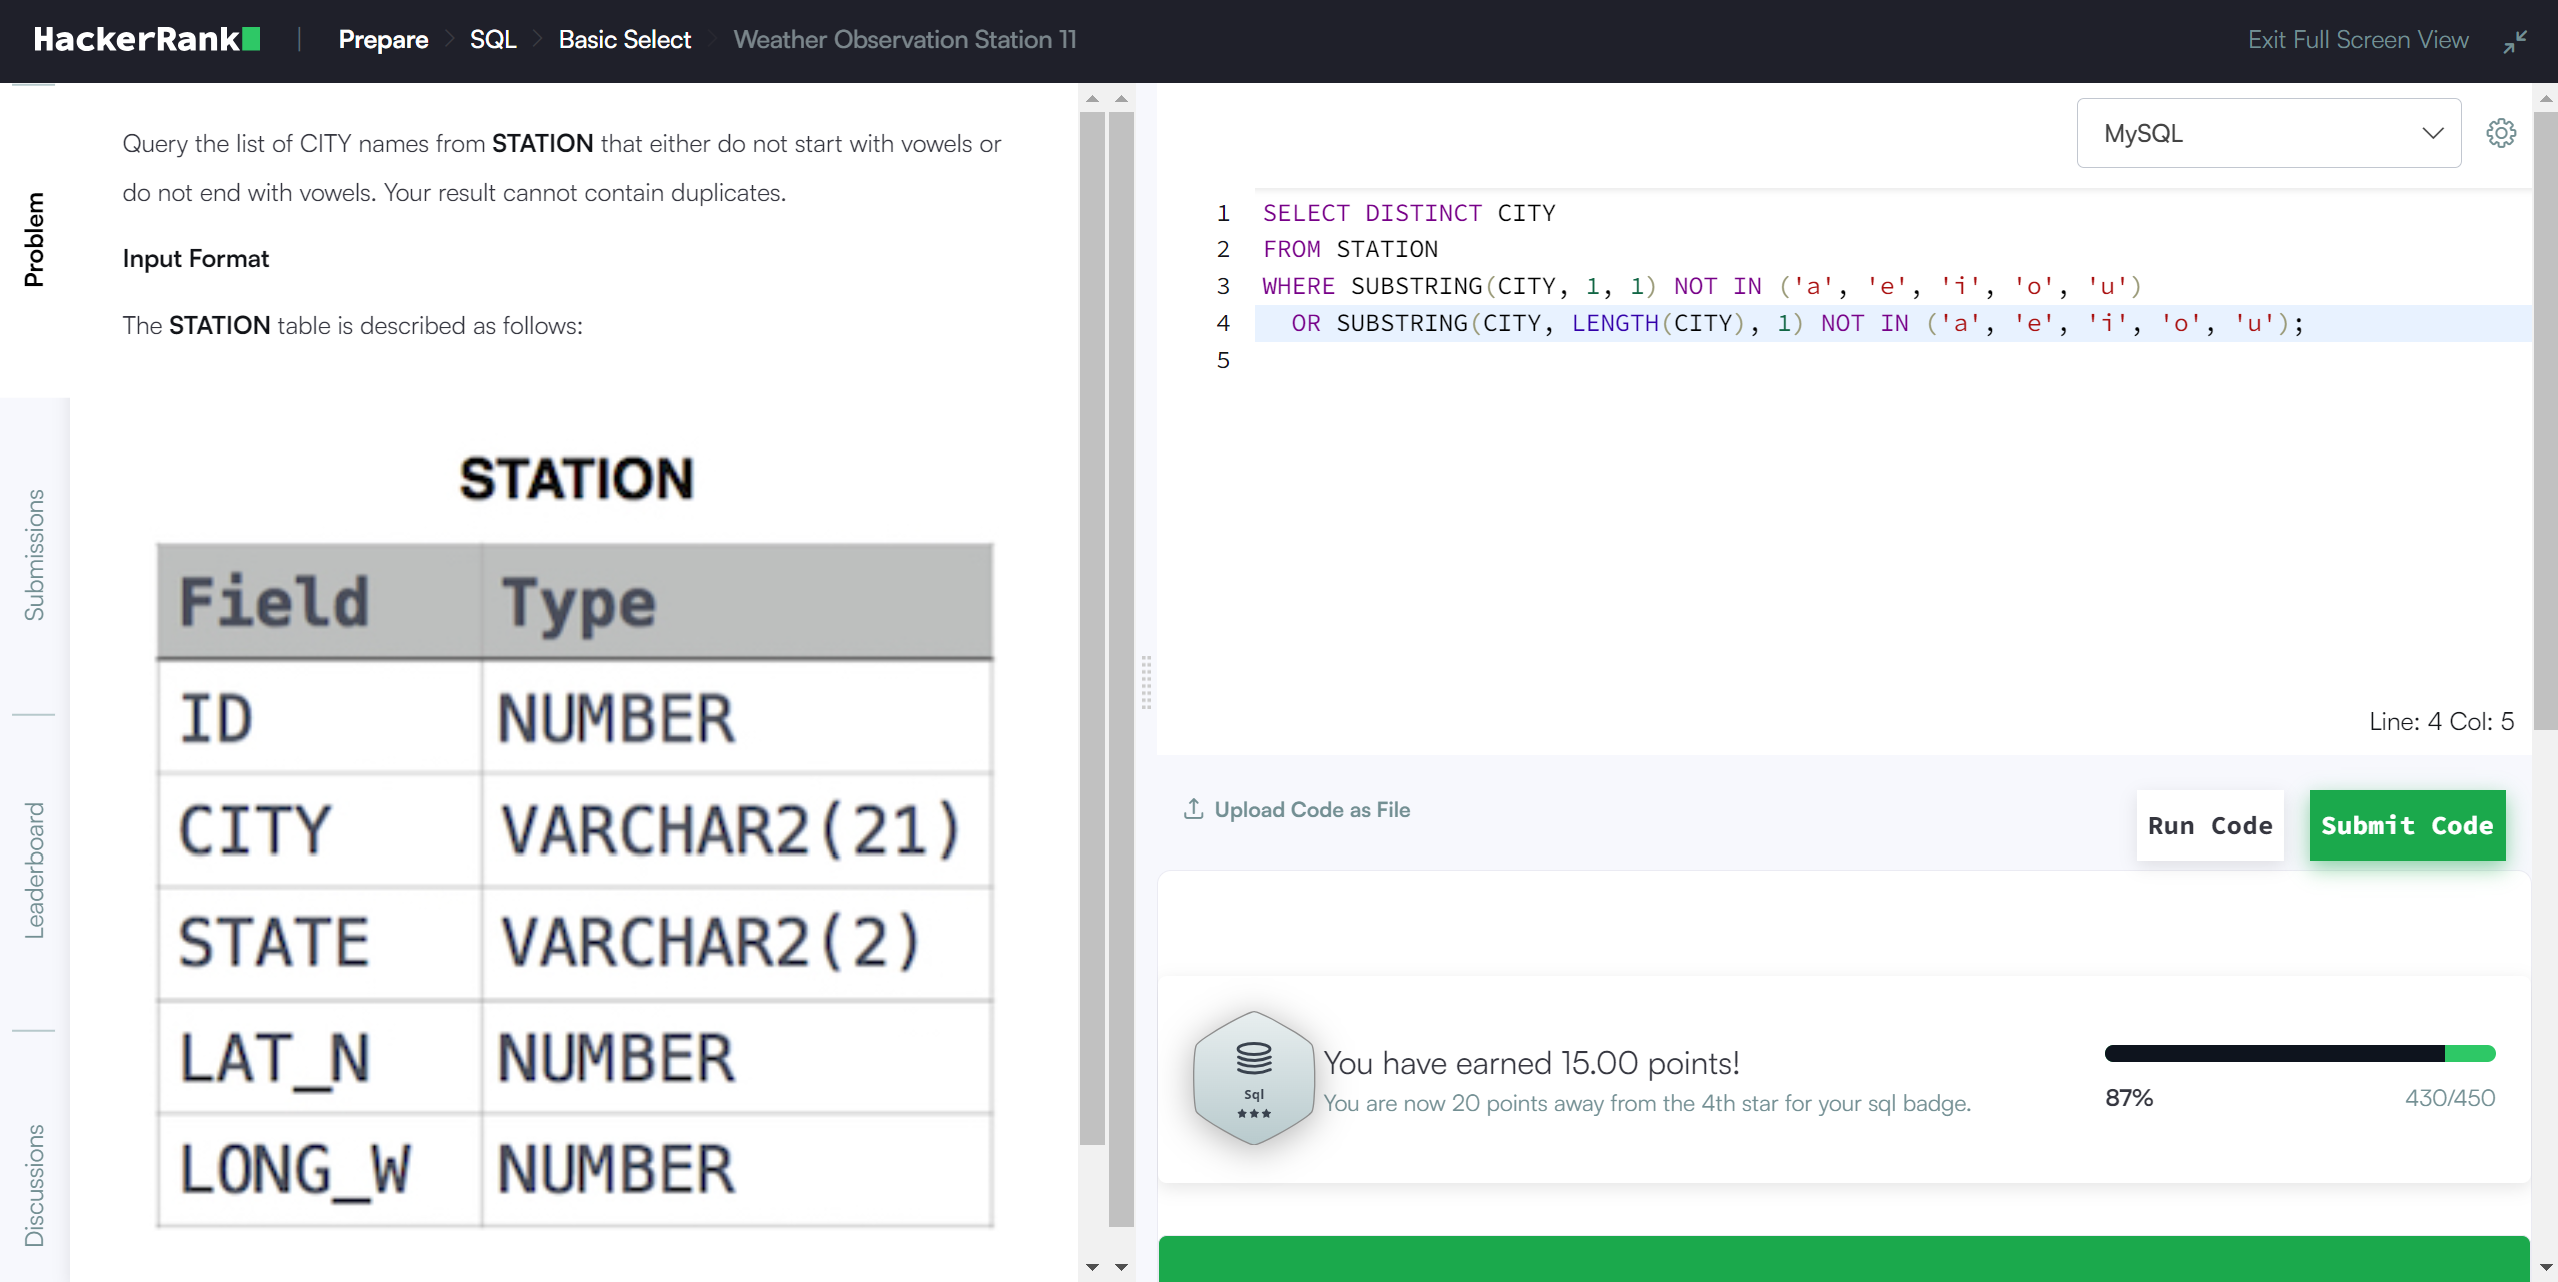 HackerRank | Prepare > SQL > Basic Select > Weather Observation Station 11
Exit Full Screen View
Problem
Submissions
Leaderboard
Discussions
Query the list of CITY names from STATION that either do not start with vowels or
do not end with vowels. Your result cannot contain duplicates.
Input Format
The STATION table is described as follows:
STATION
Field Type
ID NUMBER
CITY VARCHAR2(21)
STATE VARCHAR2(2)
LAT_N NUMBER
LONG_W NUMBER
MySQL
1 SELECT DISTINCT CITY
2 FROM STATION
3 WHERE SUBSTRING(CITY, 1, 1) NOT IN ('a', 'e', 'i', 'o', 'u')
4 OR SUBSTRING(CITY, LENGTH(CITY), 1) NOT IN ('a', 'e', 'i', 'o', 'u');
5
Line: 4 Col: 5
Upload Code as File
Run Code
Submit Code
Sql
You have earned 15.00 points!
You are now 20 points away from the 4th star for your sql badge.
87%
430/450